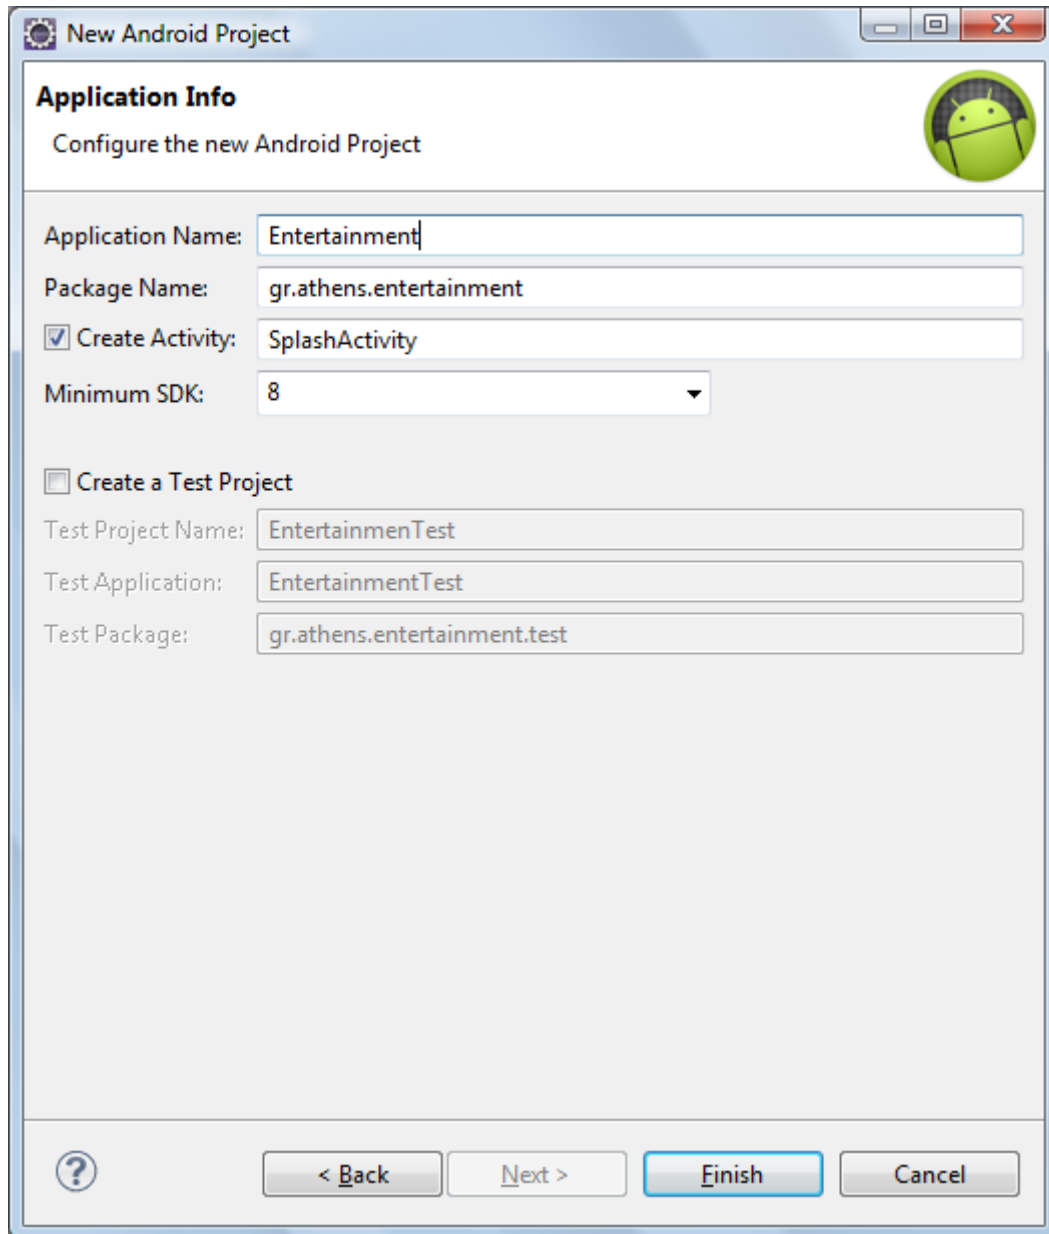 New Android Project
Application Info
Configure the new Android Project
Application Name: Entertainment
Package Name: gr.athens.entertainment
Create Activity: SplashActivity
Minimum SDK: 8
Create a Test Project
Test Project Name: EntertainmenTest
Test Application: EntertainmentTest
Test Package: gr.athens.entertainment.test
? < Back Next > Finish Cancel